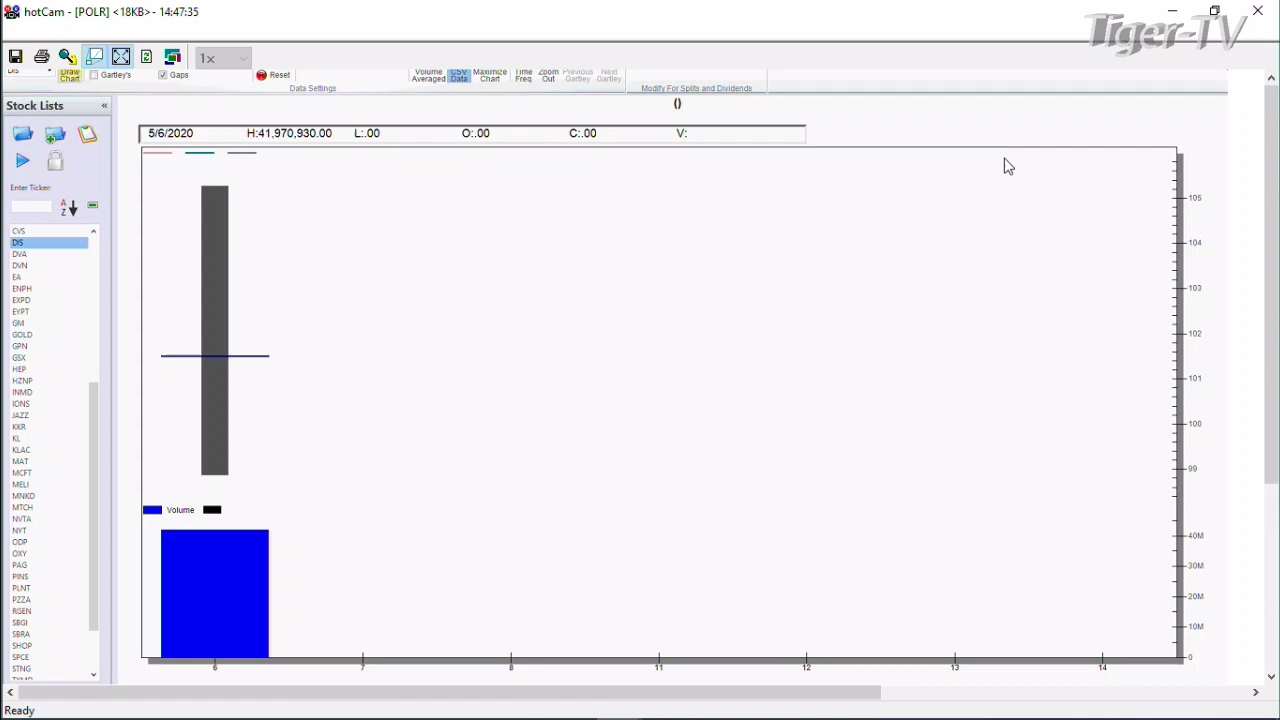 hotCam - [POLR] <18KB>- 14:47:35
Tiger-TV
1x
DIS Draw Chart Gartley's Gaps Reset Volume Averaged CSV Data Maximize Chart Time Freq Zoom Out Previous Gartley Next Gartley
Data Settings Modify For Spills and Dividends
Stock Lists «
()
5/6/2020 H:41,970,930.00 L:.00 O:.00 C:.00 V:
Enter Ticker:
A
Z
CVS
DIS
DVA
DVN
EA
ENPH
EXPD
EYPT
GM
GOLD
GPN
GSX
HEP
HZNP
INMD
IONS
JAZZ
KKR
KL
KLAC
MAT
MCFT
MELI
MNKD
MTCH
NVTA
NYT
ODP
OXY
PAG
PINS
PLNT
PZZA
RGEN
SBGI
SBRA
SHOP
SPCE
STNG
105
104
103
102
101
100
99
Volume
40M
30M
20M
10M
0
6 7 8 11 12 13 14
Ready